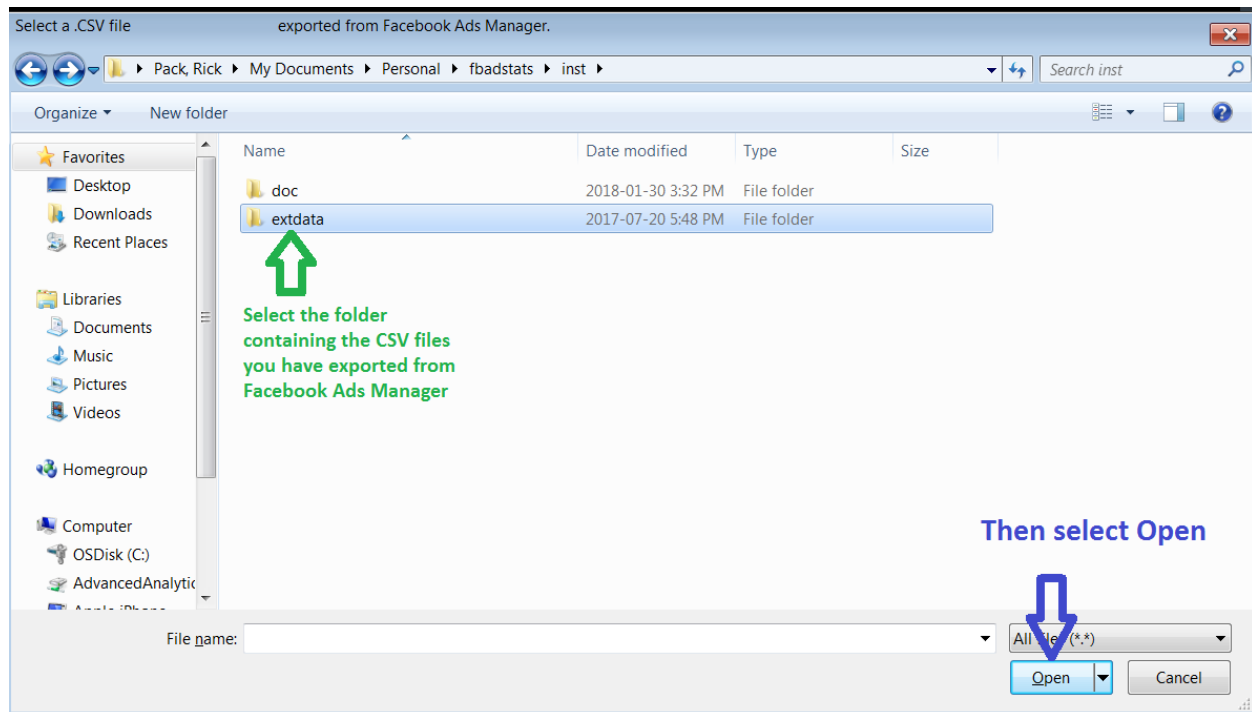 Select a .CSV file exported from Facebook Ads Manager.
Pack, Rick My Documents Personal fbadstats inst
Search inst
Organize New folder
Name Date modified Type Size
Favorites
Desktop
Downloads
Recent Places
Libraries
Documents
Music
Pictures
Videos
Homegroup
Computer
OSDisk (C:)
AdvancedAnalytic
doc 2018-01-30 3:32 PM File folder
extdata 2017-07-20 5:48 PM File folder
Select the folder
containing the CSV files
you have exported from
Facebook Ads Manager
Then select Open
File name:
All (*.*)
Open Cancel